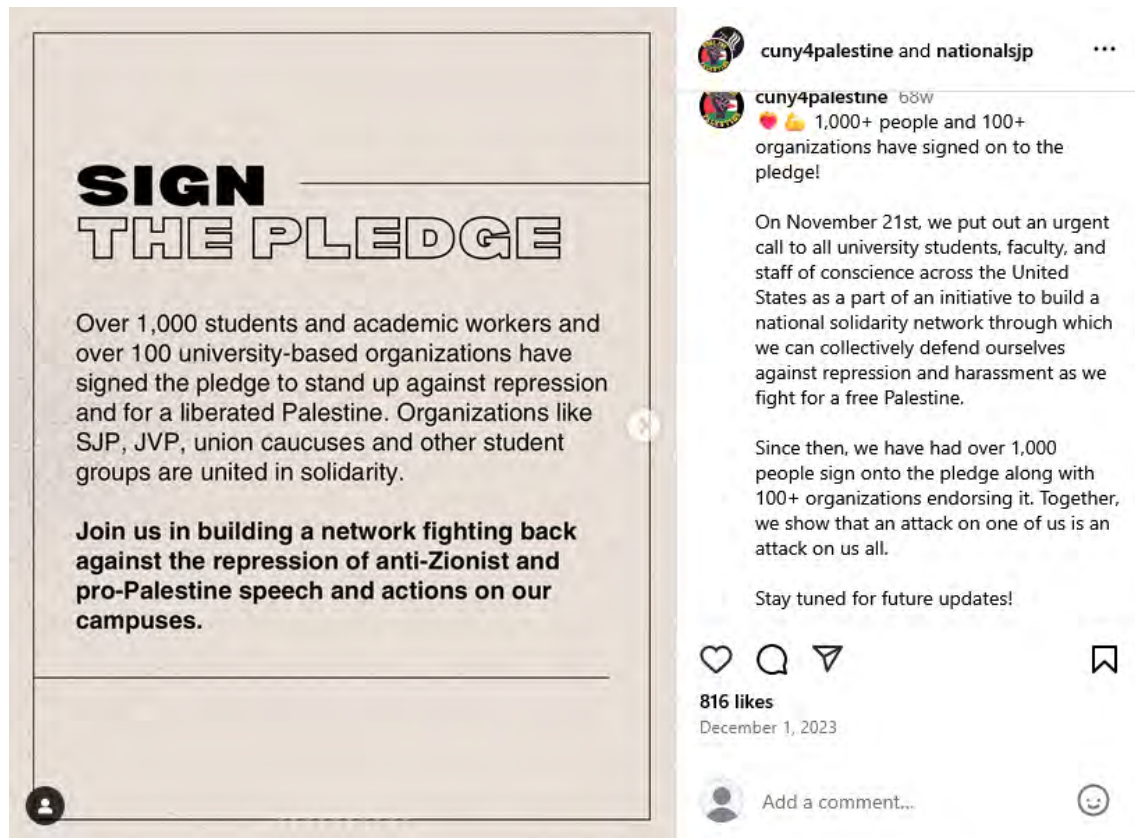 SIGN
THE PLEDGE
Over 1,000 students and academic workers and
over 100 university-based organizations have
signed the pledge to stand up against repression
and for a liberated Palestine. Organizations like
SJP, JVP, union caucuses and other student
groups are united in solidarity.
Join us in building a network fighting back
against the repression of anti-Zionist and
pro-Palestine speech and actions on our
campuses.
cuny4palestine and nationalsjp
cuny4palestine 68w
❤️‍🔥 💪 1,000+ people and 100+
organizations have signed on to the
pledge!
On November 21st, we put out an urgent
call to all university students, faculty, and
staff of conscience across the United
States as a part of an initiative to build a
national solidarity network through which
we can collectively defend ourselves
against repression and harassment as we
fight for a free Palestine.
Since then, we have had over 1,000
people sign onto the pledge along with
100+ organizations endorsing it. Together,
we show that an attack on one of us is an
attack on us all.
Stay tuned for future updates!
816 likes
December 1, 2023
Add a comment...